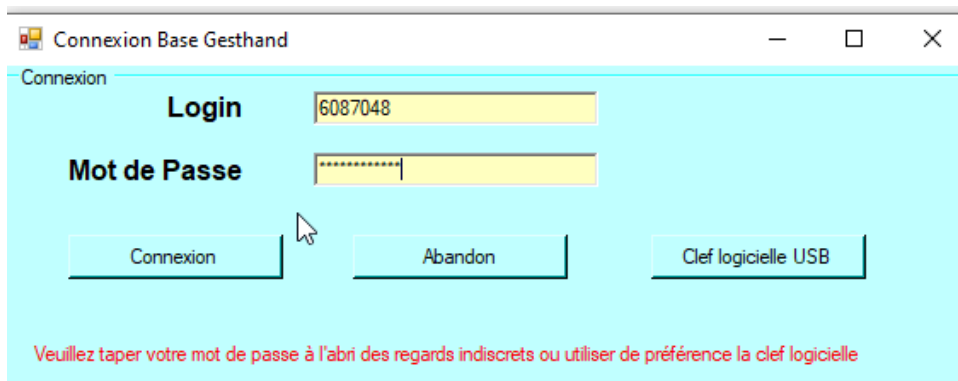 Connexion Base Gesthand
Connexion
Login 6087048
Mot de Passe ************
Connexion Abandon Clef logicielle USB
Veuillez taper votre mot de passe à l'abri des regards indiscrets ou utiliser de préférence la clef logicielle